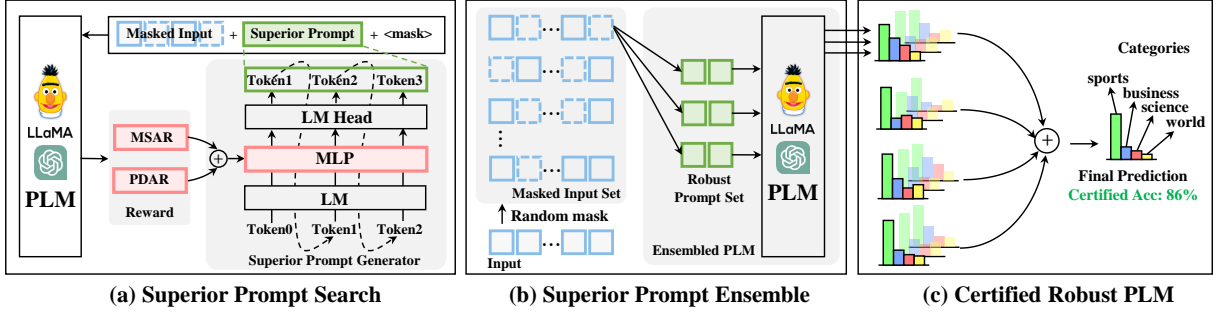 Masked Input + Superior Prompt + <mask>
Token1 Token2 Token3
LM Head
LLaMA
MSAR
MLP
PDAR
PLM
LM
Reward
Token0 Token1 Token2
Superior Prompt Generator
(a) Superior Prompt Search
LLaMA
PLM
Masked Input Set
Robust
Prompt Set
Random mask
Input
Ensembled PLM
(b) Superior Prompt Ensemble
Categories
sports
business
science
world
Final Prediction
Certified Acc: 86%
(c) Certified Robust PLM